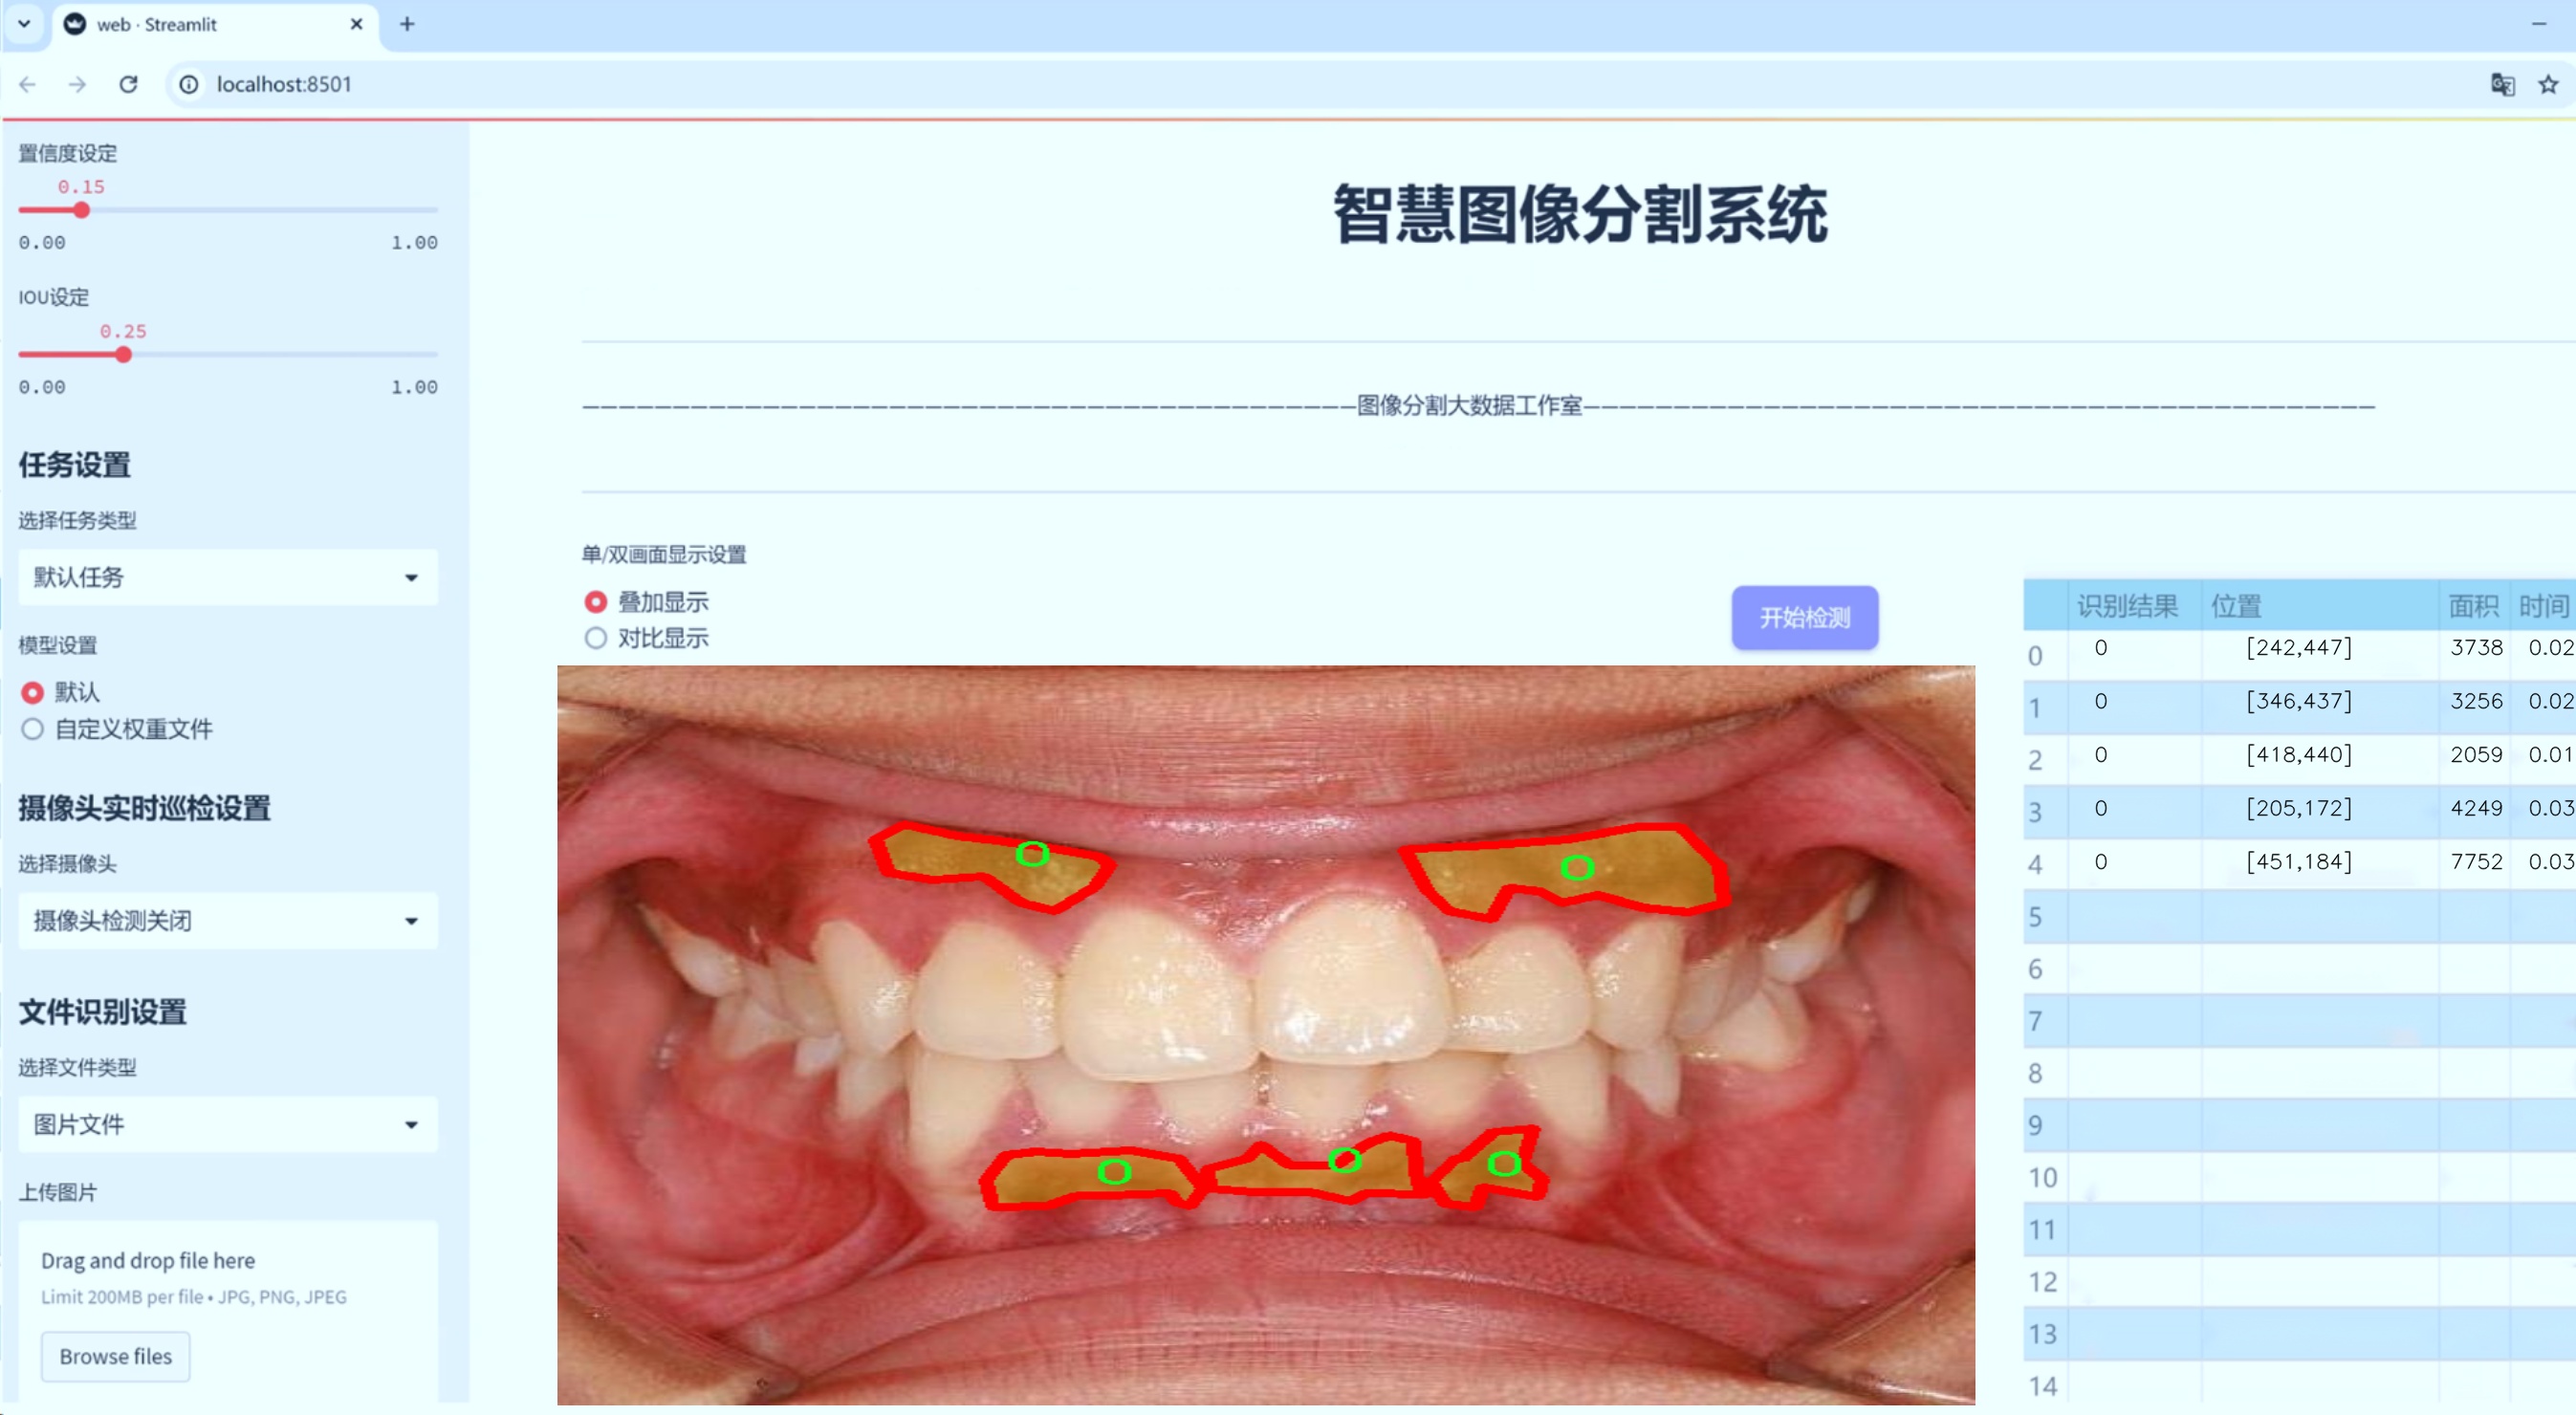 web · Streamlit
localhost:8501
置信度设定
0.15
0.00 1.00
IOU设定
0.25
0.00 1.00
任务设置
选择任务类型
默认任务
模型设置
默认
自定义权重文件
摄像头实时巡检设置
选择摄像头
摄像头检测关闭
文件识别设置
选择文件类型
图片文件
上传图片
Drag and drop file here
Limit 200MB per file • JPG, PNG, JPEG
Browse files
智慧图像分割系统
图像分割大数据工作室
单/双画面显示设置
叠加显示
对比显示
开始检测
识别结果 位置 面积 时间
0 0 [242,447] 3738 0.02
1 0 [346,437] 3256 0.02
2 0 [418,440] 2059 0.01
3 0 [205,172] 4249 0.03
4 0 [451,184] 7752 0.03
5
6
7
8
9
10
11
12
13
14